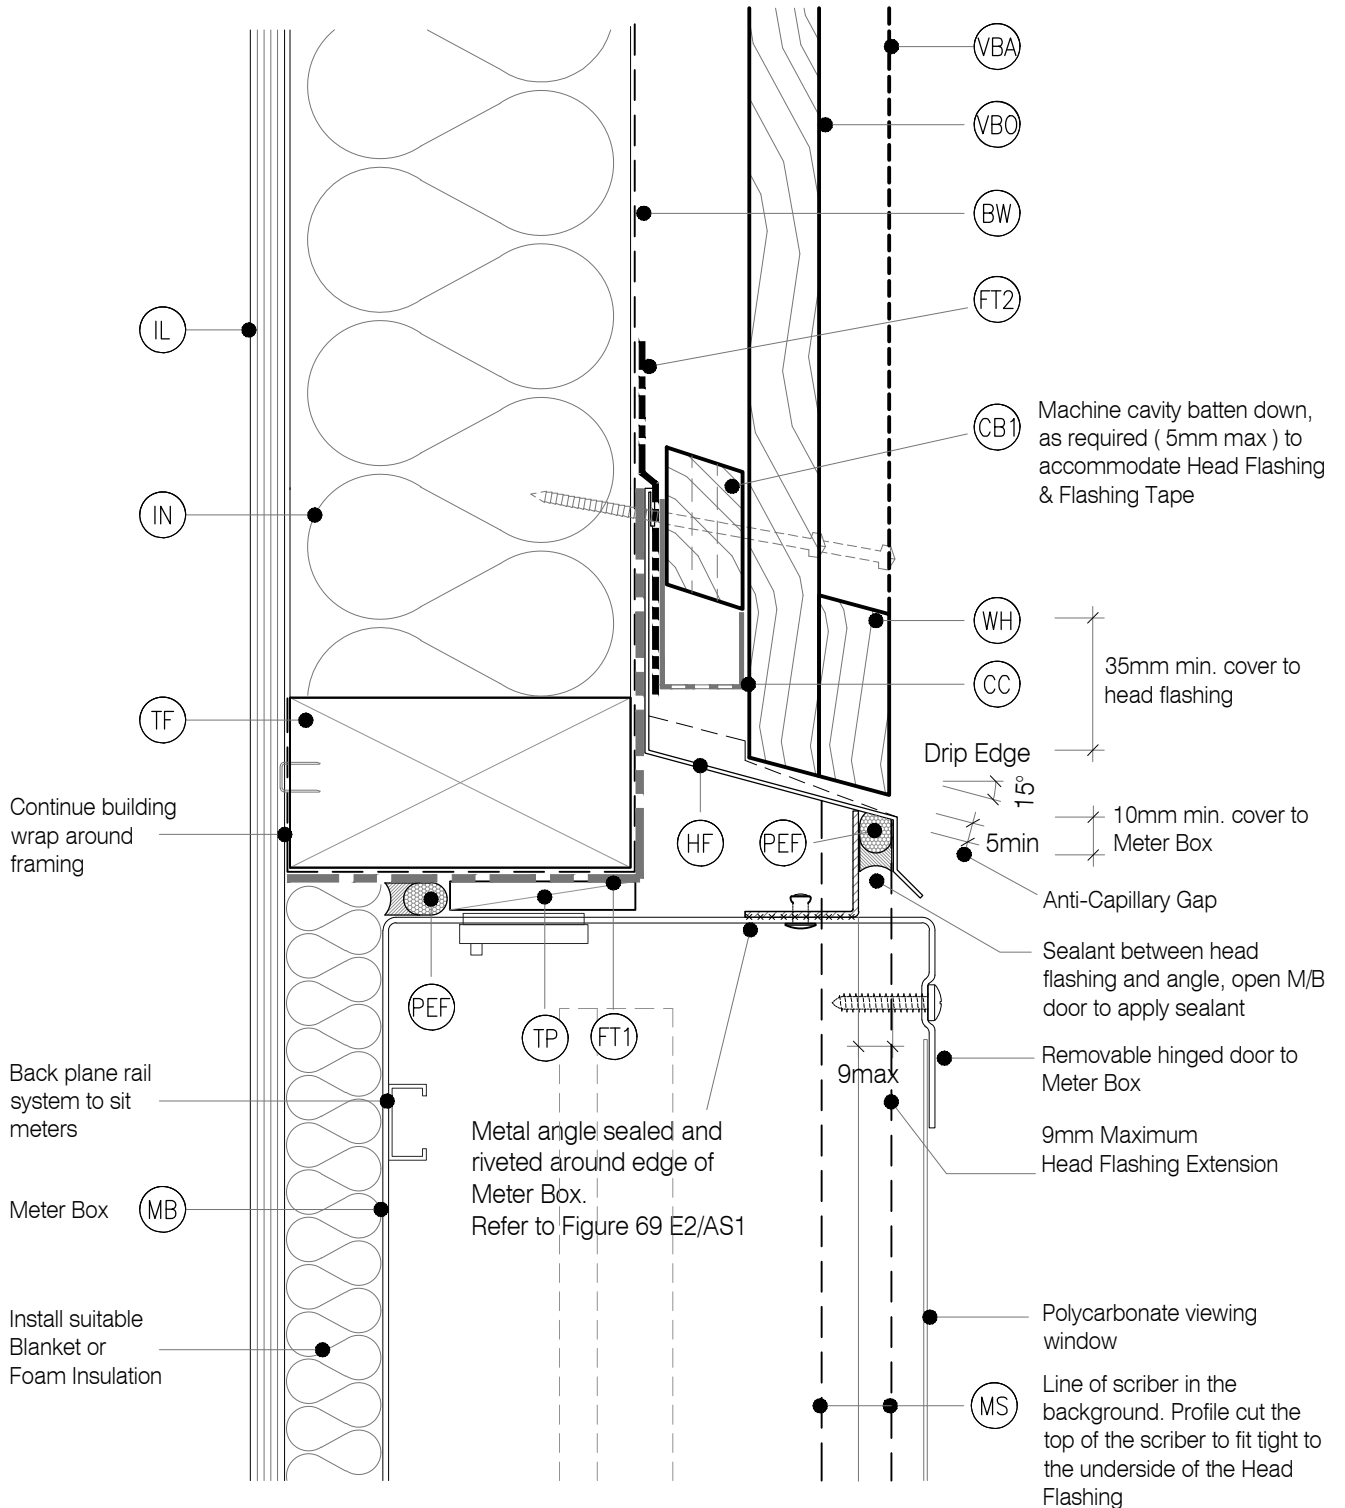 VBA
VBO
BW
FT2
IL
CB1
Machine cavity batten down,
as required ( 5mm max ) to
accommodate Head Flashing
& Flashing Tape
IN
WH
35mm min. cover to
head flashing
CC
TF
Drip Edge
15°
Continue building
wrap around
framing
HF
PEF
5min
10mm min. cover to
Meter Box
Anti-Capillary Gap
Sealant between head
flashing and angle, open M/B
door to apply sealant
PEF
TP
FT1
9max
Removable hinged door to
Meter Box
Back plane rail
system to sit
meters
Metal angle sealed and
riveted around edge of
Meter Box.
Refer to Figure 69 E2/AS1
9mm Maximum
Head Flashing Extension
Meter Box
MB
Install suitable
Blanket or
Foam Insulation
Polycarbonate viewing
window
MS
Line of scriber in the
background. Profile cut the
top of the scriber to fit tight to
the underside of the Head
Flashing